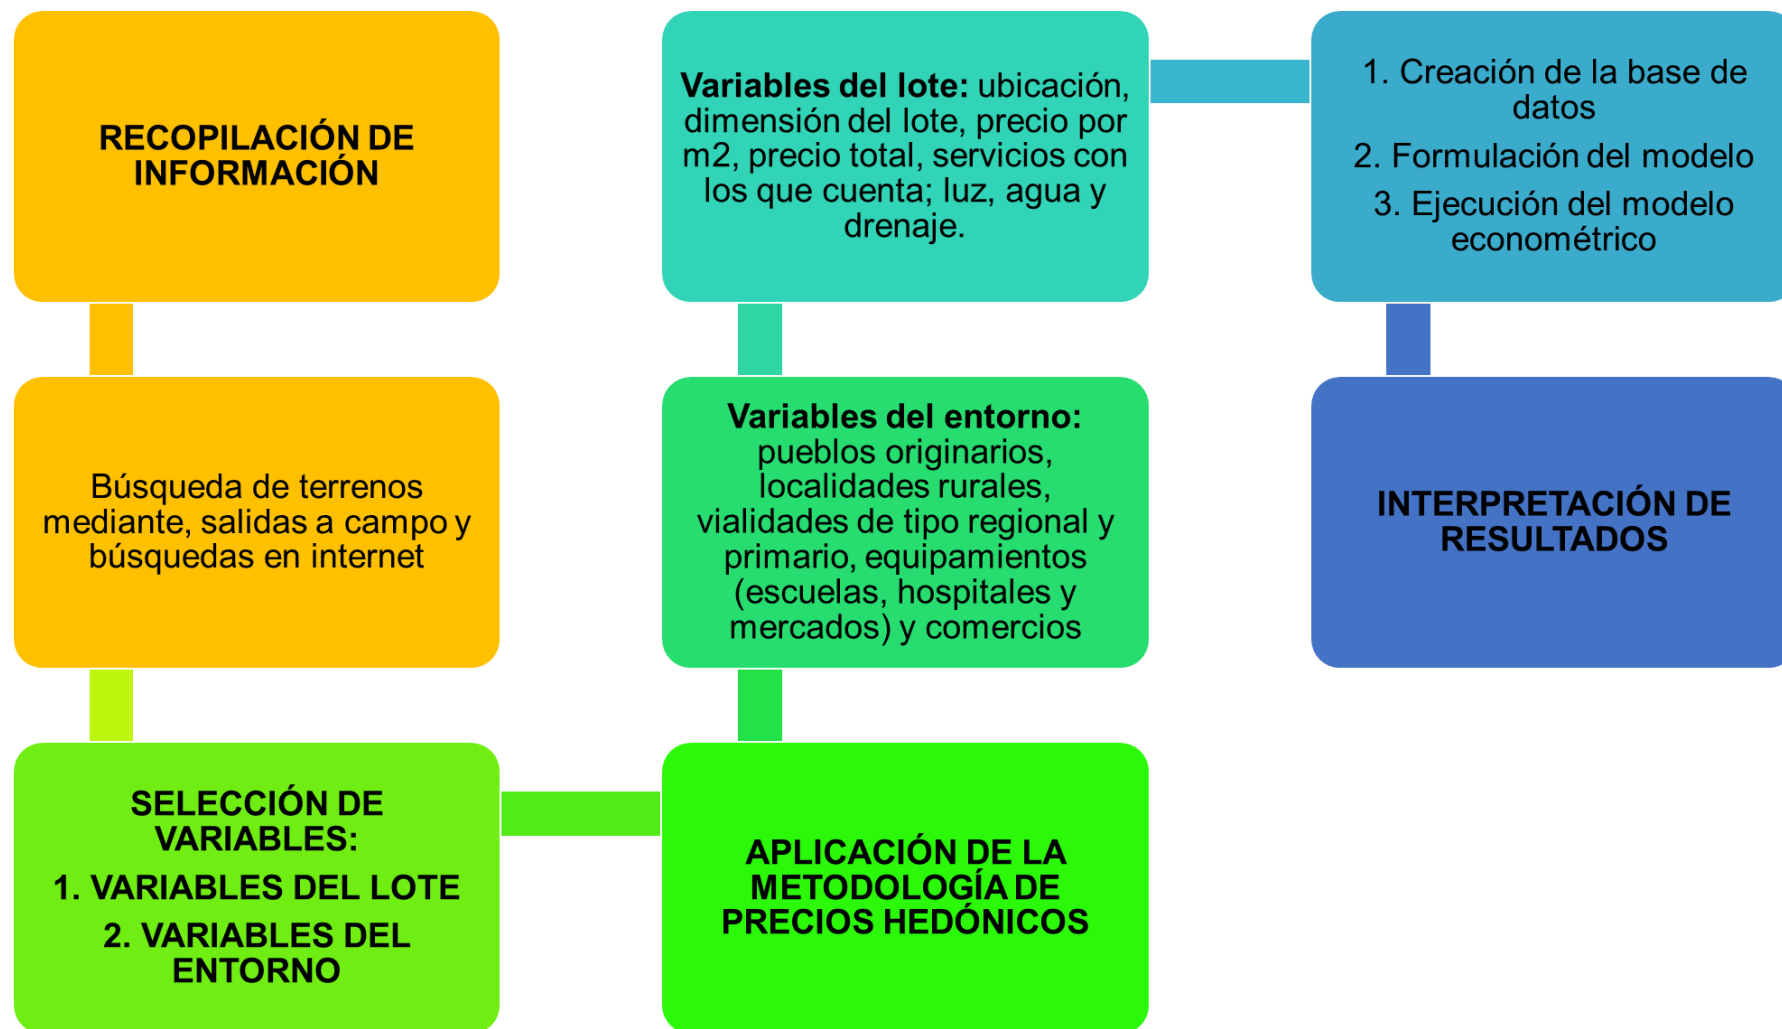 RECOPILACIÓN DE
INFORMACIÓN
Búsqueda de terrenos
mediante, salidas a campo y
búsquedas en internet
SELECCIÓN DE
VARIABLES:
1. VARIABLES DEL LOTE
2. VARIABLES DEL
ENTORNO
APLICACIÓN DE LA
METODOLOGÍA DE
PRECIOS HEDÓNICOS
Variables del entorno:
pueblos originarios,
localidades rurales,
vialidades de tipo regional y
primario, equipamientos
(escuelas, hospitales y
mercados) y comercios
Variables del lote: ubicación,
dimensión del lote, precio por
m2, precio total, servicios con
los que cuenta; luz, agua y
drenaje.
1. Creación de la base de
datos
2. Formulación del modelo
3. Ejecución del modelo
econométrico
INTERPRETACIÓN DE
RESULTADOS